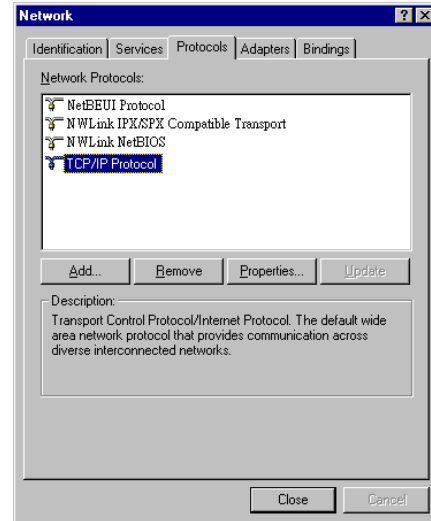 Network
Identification Services Protocols Adapters Bindings
Network Protocols:
NetBEUI Protocol
NWLink IPX/SPX Compatible Transport
NWLink NetBIOS
TCP/IP Protocol
Add... Remove Properties... Update
Description:
Transport Control Protocol/Internet Protocol. The default wide
area network protocol that provides communication across
diverse interconnected networks.
Close Cancel